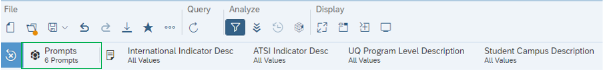 File
Query
Analyze
Display
Prompts
6 Prompts
International Indicator Desc
All Values
ATSI Indicator Desc
All Values
UQ Program Level Description
All Values
Student Campus Description
All Values